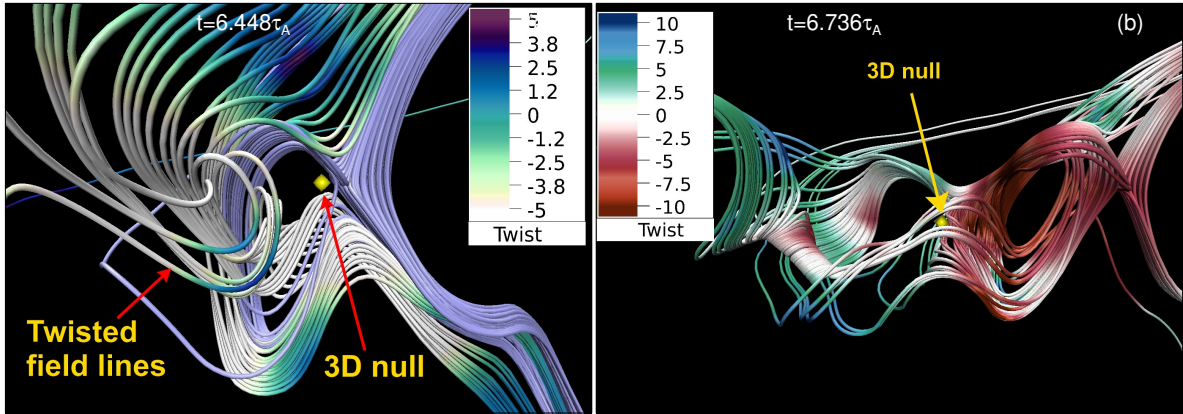 t=6.448τ_A
5
3.8
2.5
1.2
0
-1.2
-2.5
-3.8
-5
Twist
Twisted
field lines
3D null
10
7.5
5
2.5
0
-2.5
-5
-7.5
-10
Twist
t=6.736τ_A
(b)
3D null